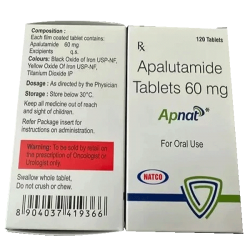 Composition :
Each film coated tablet contains:
Apalutamide 60 mg
Excipients q.s.
Colours: Black Oxide of Iron USP-NF,
Yellow Oxide of Iron USP-NF,
Titanium Dioxide IP
Dosage : As directed by the Physician
Storage: Store below 30°C.
Keep all medicine out of reach
and sight of children.
Refer Package insert for
instructions on administration.
Warning: To be sold by retail on
the prescription of Oncologist or
Urologist only.
Swallow whole tablet,
Do not crush or chew.
8 904037 419366
Rx
120 Tablets
Apalutamide
Tablets 60 mg
Apnat
For Oral Use
NATCO